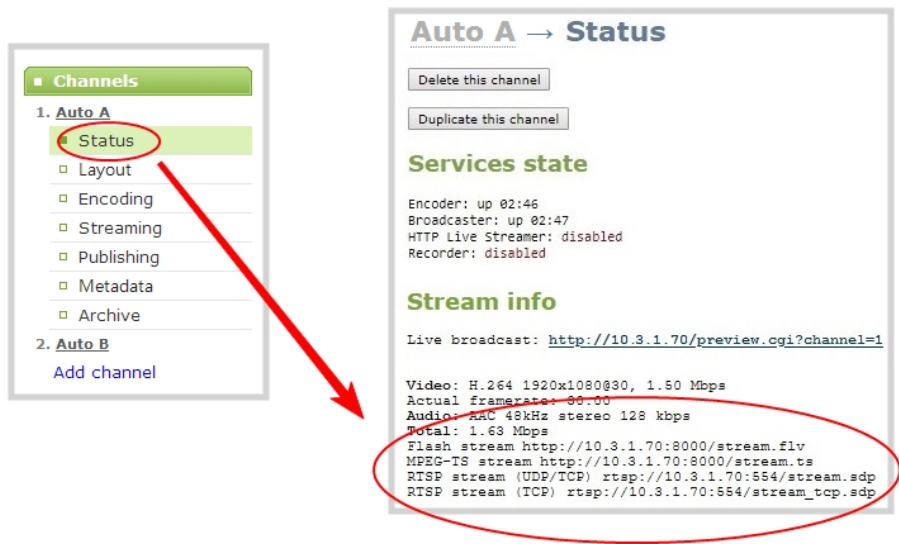 Channels
1. Auto A
Status
Layout
Encoding
Streaming
Publishing
Metadata
Archive
2. Auto B
Add channel
Auto A → Status
Delete this channel
Duplicate this channel
Services state
Encoder: up 02:46
Broadcaster: up 02:47
HTTP Live Streamer: disabled
Recorder: disabled
Stream info
Live broadcast: http://10.3.1.70/preview.cgi?channel=1
Video: H.264 1920x1080@30, 1.50 Mbps
Actual framerate: 30.00
Audio: AAC 48kHz stereo 128 kbps
Total: 1.63 Mbps
Flash stream http://10.3.1.70:8000/stream.flv
MPEG-TS stream http://10.3.1.70:8000/stream.ts
RTSP stream (UDP/TCP) rtsp://10.3.1.70:554/stream.sdp
RTSP stream (TCP) rtsp://10.3.1.70:554/stream_tcp.sdp